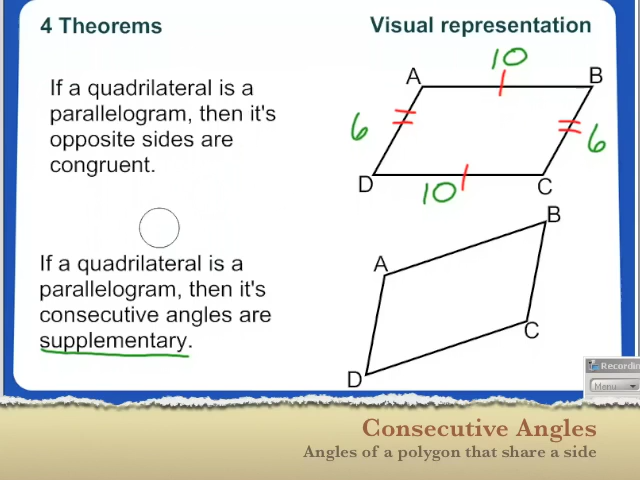 4 Theorems
Visual representation
If a quadrilateral is a
parallelogram, then it's
opposite sides are
congruent.
10
A
B
6
6
D
10
C
If a quadrilateral is a
parallelogram, then it's
consecutive angles are
supplementary.
B
A
C
D
Recordin
Menu
Consecutive Angles
Angles of a polygon that share a side